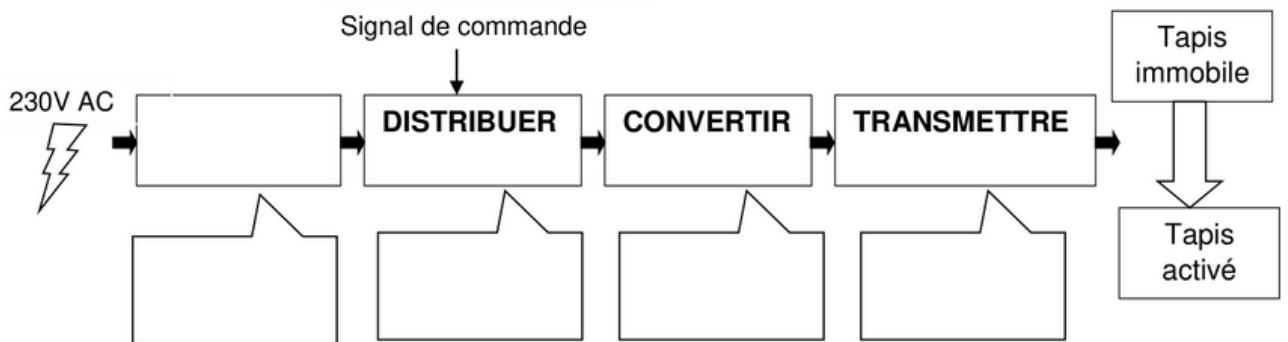 Signal de commande
230V AC
DISTRIBUER
CONVERTIR
TRANSMETTRE
Tapis
immobile
Tapis
activé